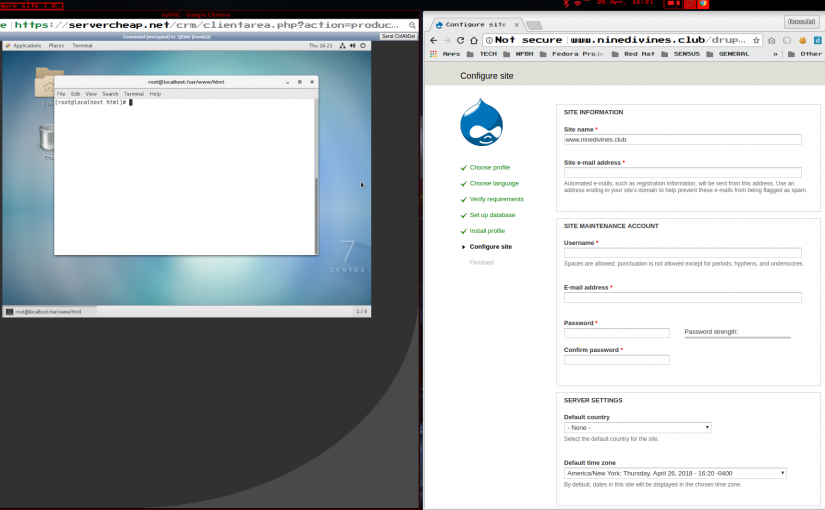 gure site | D…
noVNC - Google Chrome
e | https://servercheap.net/crm/clientarea.php?action=produc…
Connected (encrypted) to: QEMU
Send CtrlAltDel
Applications Places Terminal
Thu 16:21
root@localhost:/var/www/html
File Edit View Search Terminal Help
[root@localhost html]#
7
CENTOS
root@localhost:/var/www/html
1 / 4
26 Apr, 16:21
Configure site
Not secure | www.ninedivines.club/drup…
Apps TECH WFBH Fedora Proje Red Hat SENSUS GENERAL » Other
Configure site
Choose profile
Choose language
Verify requirements
Set up database
Install profile
Configure site
Finished
SITE INFORMATION
Site name *
www.ninedivines.club
Site e-mail address *
Automated e-mails, such as registration information, will be sent from this address. Use an
address ending in your site's domain to help prevent these e-mails from being flagged as spam.
SITE MAINTENANCE ACCOUNT
Username *
Spaces are allowed; punctuation is not allowed except for periods, hyphens, and underscores.
E-mail address *
Password *
Password strength:
Confirm password *
SERVER SETTINGS
Default country
- None -
Select the default country for the site.
Default time zone
America/New York: Thursday, April 26, 2018 - 16:20 -0400
By default, dates in this site will be displayed in the chosen time zone.